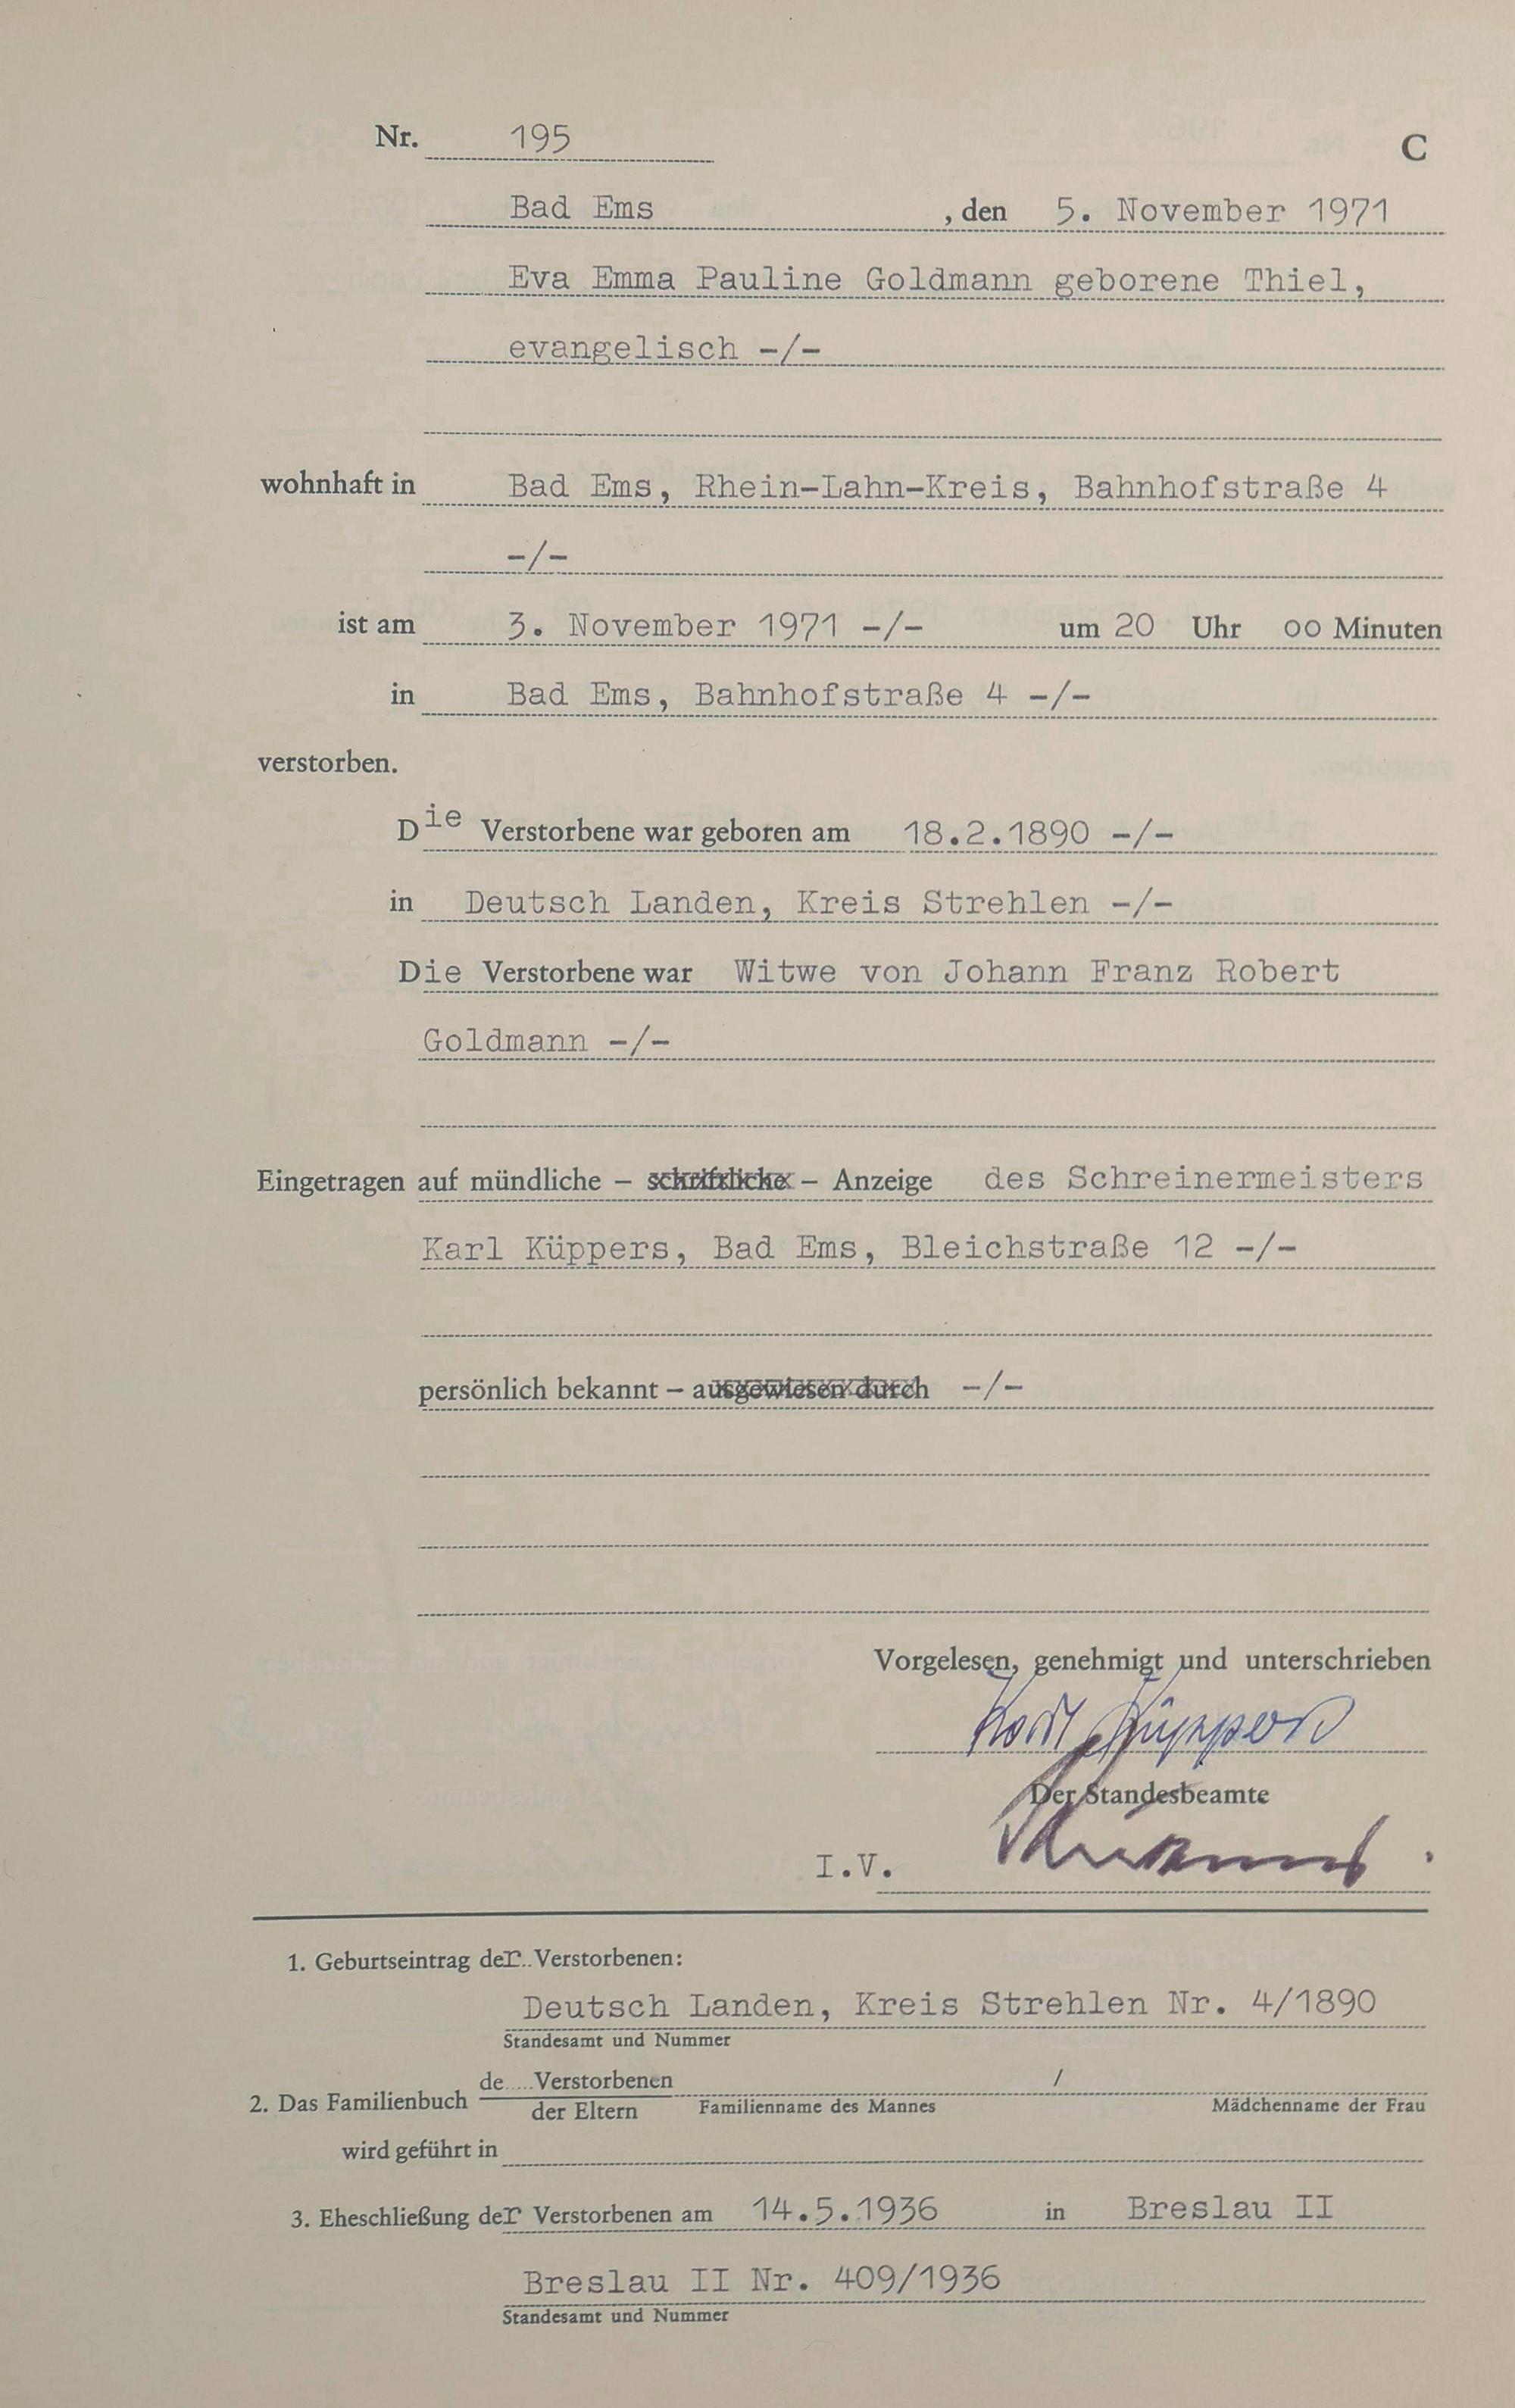 Nr. 195 C
Bad Ems , den 5. November 1971
Eva Emma Pauline Goldmann geborene Thiel,
evangelisch -/-
wohnhaft in Bad Ems, Rhein-Lahn-Kreis, Bahnhofstraße 4
-/-
ist am 3. November 1971 -/- um 20 Uhr 00 Minuten
in Bad Ems, Bahnhofstraße 4 -/-
verstorben.
Die Verstorbene war geboren am 18.2.1890 -/-
in Deutsch Landen, Kreis Strehlen -/-
Die Verstorbene war Witwe von Johann Franz Robert
Goldmann -/-
Eingetragen auf mündliche – schriftliche – Anzeige des Schreinermeisters
Karl Küppers, Bad Ems, Bleichstraße 12 -/-
persönlich bekannt – ausgewiesen durch -/-
Vorgelesen, genehmigt und unterschrieben
Karl Küppers
Der Standesbeamte
I.V.
1. Geburtseintrag der Verstorbenen:
Deutsch Landen, Kreis Strehlen Nr. 4/1890
Standesamt und Nummer
2. Das Familienbuch de..... Verstorbenen /
der Eltern Familienname des Mannes Mädchenname der Frau
wird geführt in
3. Eheschließung der Verstorbenen am 14.5.1936 in Breslau II
Breslau II Nr. 409/1936
Standesamt und Nummer